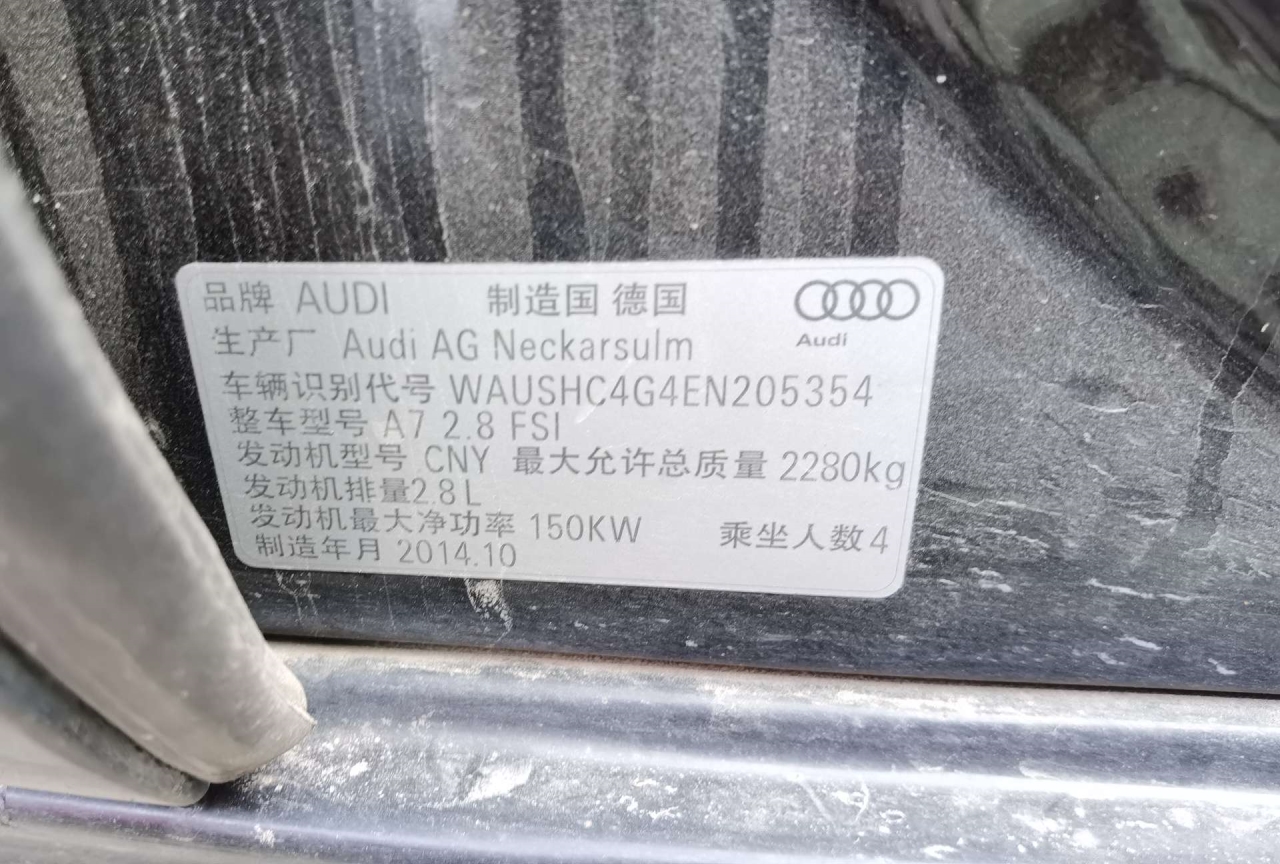 品牌 AUDI 制造国 德国
Audi
生产厂 Audi AG Neckarsulm
车辆识别代号 WAUSHC4G4EN205354
整车型号 A7 2.8 FSI
发动机型号 CNY 最大允许总质量 2280kg
发动机排量2.8L
发动机最大净功率 150KW 乘坐人数4
制造年月 2014.10